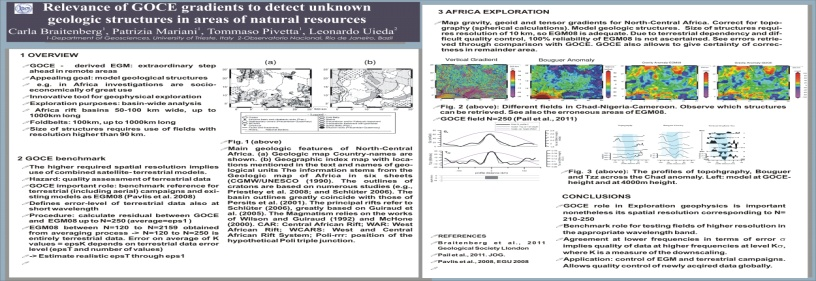 Relevance of GOCE gradients to detect unknown
geologic structures in areas of natural resources
Carla Braitenberg¹, Patrizia Mariani¹, Tommaso Pivetta¹, Leonardo Uieda²
1-Department of Geosciences, University of Trieste, Italy 2-Observatorio Nacional, Rio de Janeiro, Basil
1 OVERVIEW
GOCE - derived EGM: extraordinary step
ahead in remote areas
Appealing goal: model geological structures
e.g. in Africa investigations are socio-
economically of great use
Innovative tool for geophysical exploration
Exploration purposes: basin-wide analysis
Africa rift basins 50-100 km wide, up to
1000km long
Foldbelts: 100km, up to 1000km long
Size of structures requires use of fields with
resolution higher than 90 km.
2 GOCE benchmark
The higher required spatial resolution implies
use of combined satellite- terrestrial models.
Hazard: quality assessment of terrestrial data
GOCE important role: benchmark reference for
terrestrial (including aerial) campaigns and exi-
sting models as EGM08 (Pavlis et al. 2008)
Defines error-level of terrestrial data also at
short wavelength
Procedure: calculate residual between GOCE
and EGM08 up to N=250 (average=eps1 )
EGM08 between N=120 to N=2159 obtained
from averaging process -> N=120 to N=250 is
entirely terrestrial data. Error on average of K
values = epsK depends on terrestrial data error
level (epsT and number of values)
-> Estimate realistic epsT through eps1
(a)
(b)
Fig. 1 (above)
Main geologic features of North-Central
Africa. (a) Geologic map Country-names are
shown. (b) Geographic index map with loca-
tions mentioned in the text and names of geo-
logical units The information stems from the
Geologic map of Africa in six sheets
CGMW/UNESCO (1990). The outlines of
cratons are based on numerous studies (e.g.,
Priestley et al. 2008; and Schlüter 2006). The
basin outlines greatly coincide with those of
Persits et al. (2001). The principal rifts refer to
Schlüter (2006), greatly based on Guiraud et
al. (2005). The Magmatism relies on the works
of Wilson and Guiraud (1992) and McHone
(2000). CAR: Central African Rift; WAR: West
African Rift; WCARS: West and Central
African Rift System; Poli-rrr: position of the
hypothetical Poli triple junction.
3 AFRICA EXPLORATION
Map gravity, geoid and tensor gradients for North-Central Africa. Correct for topo-
graphy (spherical calculations). Model geologic structures. Size of structures requi-
res resolution of 10 km, so EGM08 is adequate. Due to terrestrial dependency and dif-
ficult quality control, 100% reliability of EGM08 is not ascertained. See errors retrie-
ved through comparison with GOCE. GOCE also allows to give certainty of correc-
tness in remainder area.
Vertical Gradient
Bouguer Anomaly
Fig. 2 (above): Different fields in Chad-Nigeria-Cameroon. Observe which structures
can be retrieved. See also the erroneous areas of EGM08.
GOCE field N=250 (Pail et al., 2011)
Fig. 3 (above): The profiles of topohgraphy, Bouguer
and Tzz across the Chad anomaly. Left: model at GOCE-
height and at 4000m height.
REFERENCES
Braitenberg et al., 2011
Geological Society London
Pail et al., 2011. JOG.
Pavlis et al., 2008, EGU 2008
CONCLUSIONS
GOCE role in Exploration geophysics is important
nonetheless its spatial resolution corresponding to N=
210-250
Benchmark role for testing fields of higher resolution in
the appropriate wavelength band.
Agreement at lower frequencies in terms of error σ
implies quality of data at higher frequencies at level Kσ,
where K is a measure of the downscaling.
Application: control of EGM and terrestrial campaigns.
Allows quality control of newly acqired data globally.